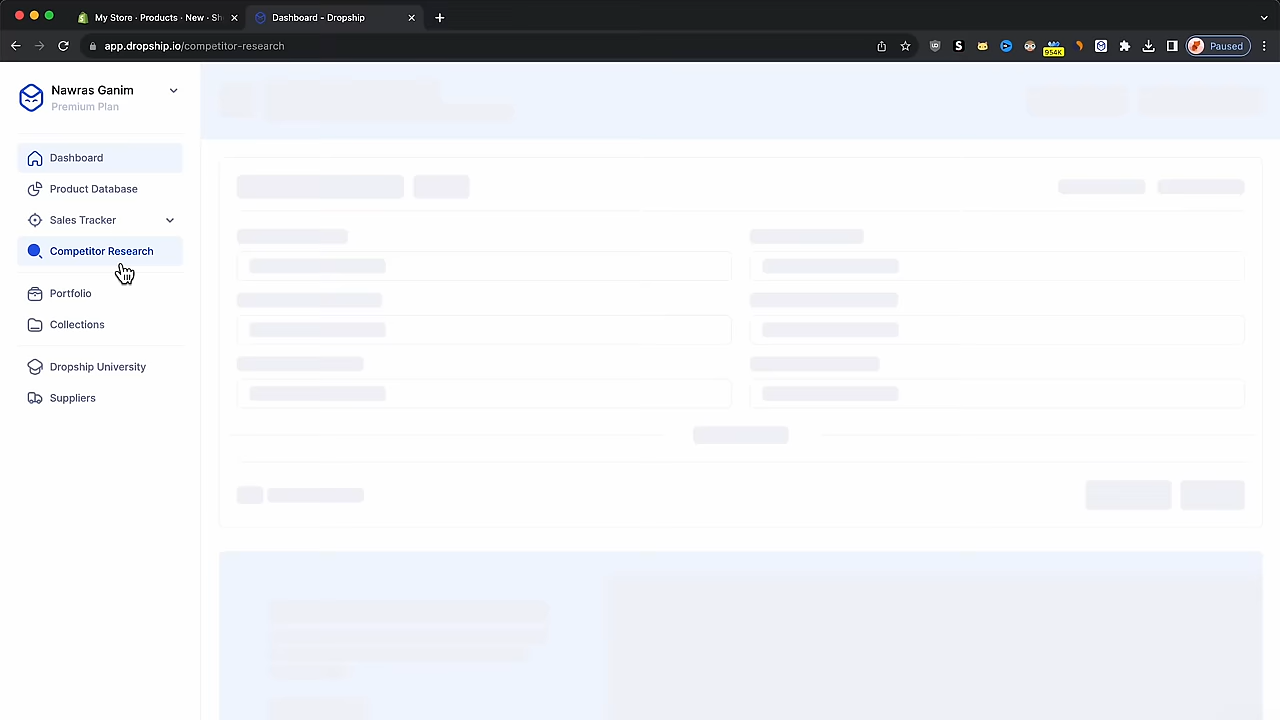 My Store · Products · New · Sh
Dashboard - Dropship
app.dropship.io/competitor-research
954K
Paused
Nawras Ganim
Premium Plan
Dashboard
Product Database
Sales Tracker
Competitor Research
Portfolio
Collections
Dropship University
Suppliers